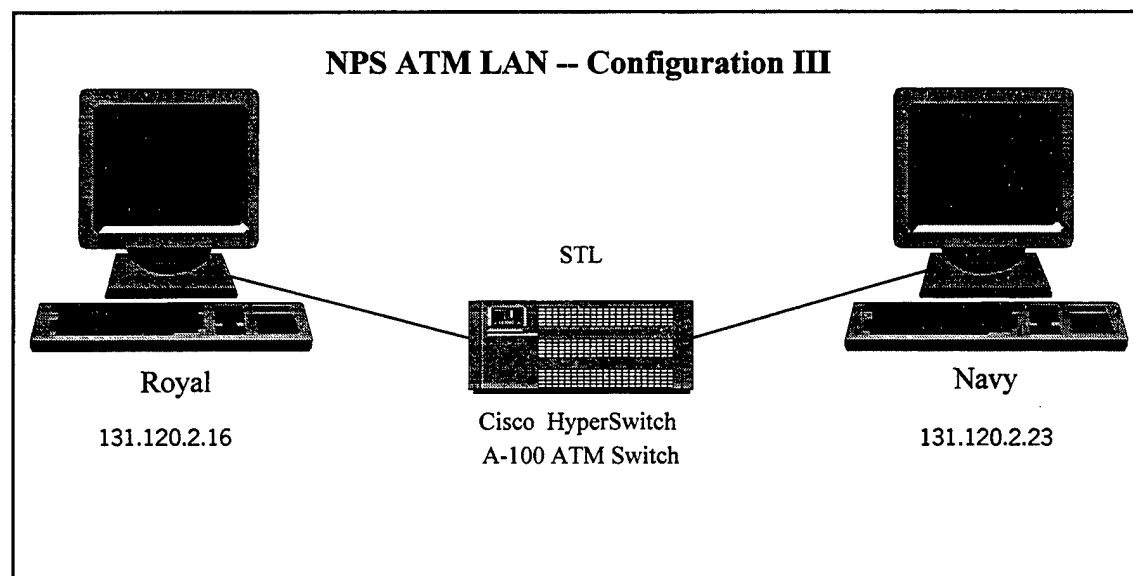 NPS ATM LAN -- Configuration III
STL
Royal
131.120.2.16
Cisco HyperSwitch
A-100 ATM Switch
Navy
131.120.2.23